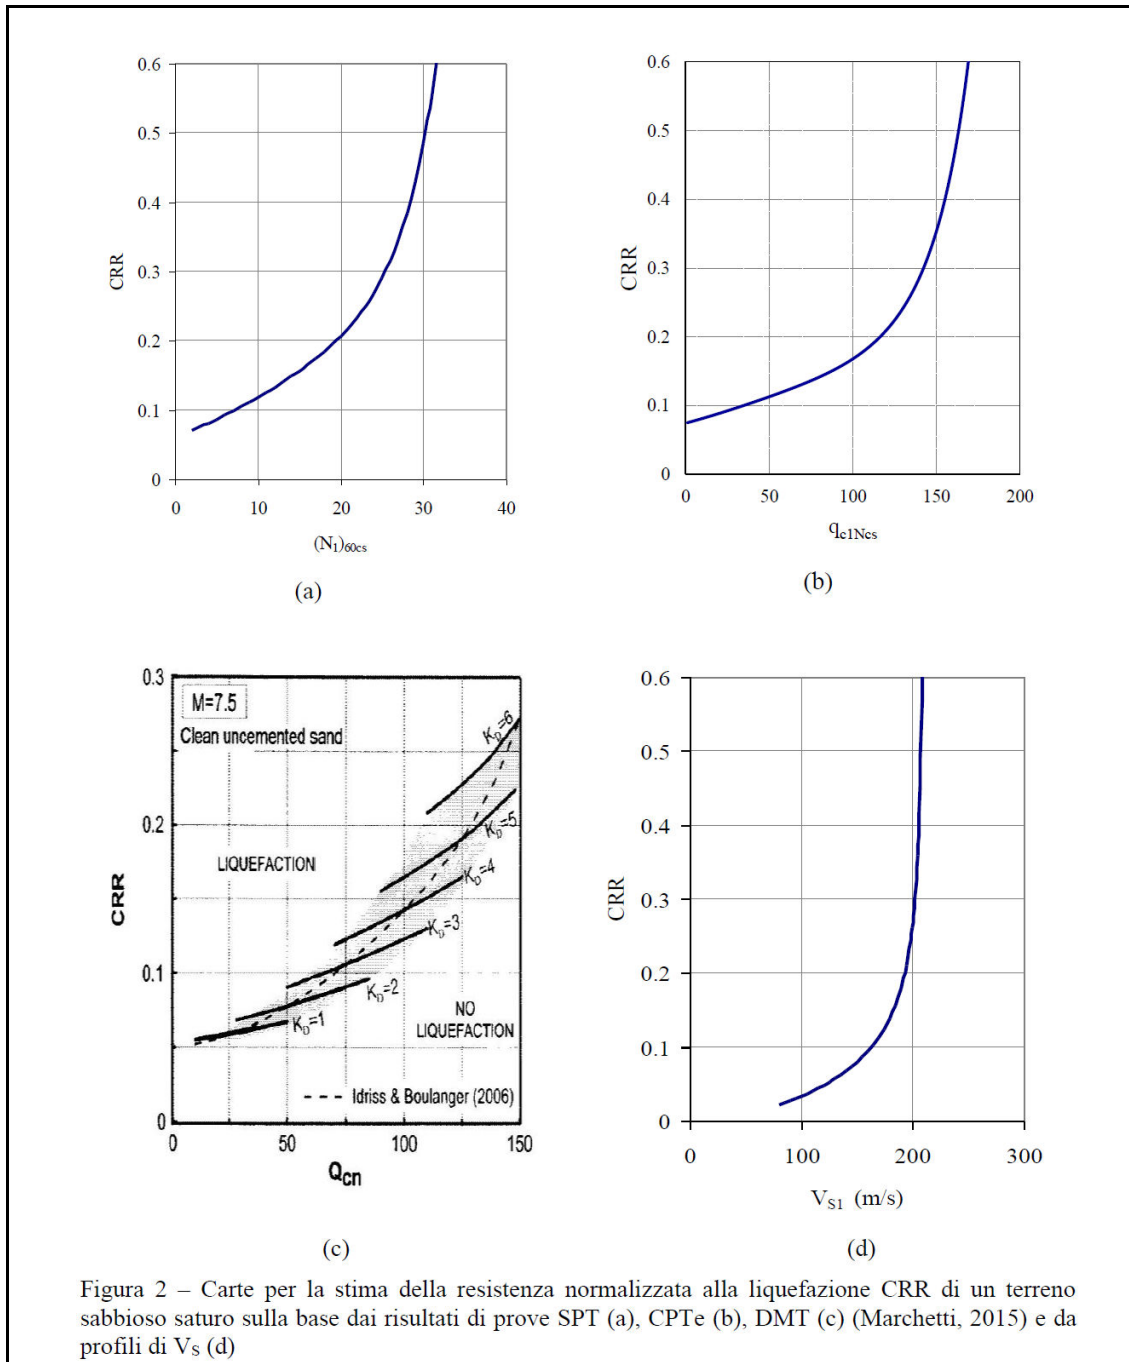 0.6
0.5
0.4
0.3
0.2
0.1
0
CRR
0 10 20 30 40
(N1)60cs
(a)
0.6
0.5
0.4
0.3
0.2
0.1
0
CRR
0 50 100 150 200
qc1Ncs
(b)
0.3
0.2
0.1
0
CRR
M=7.5
Clean uncemented sand
LIQUEFACTION
KD=6
KD=5
KD=4
KD=3
KD=2
KD=1
NO
LIQUEFACTION
--- Idriss & Boulanger (2006)
0 50 100 150
Qcn
(c)
0.6
0.5
0.4
0.3
0.2
0.1
0
CRR
0 100 200 300
VS1 (m/s)
(d)
Figura 2 – Carte per la stima della resistenza normalizzata alla liquefazione CRR di un terreno
sabbioso saturo sulla base dai risultati di prove SPT (a), CPTe (b), DMT (c) (Marchetti, 2015) e da
profili di VS (d)